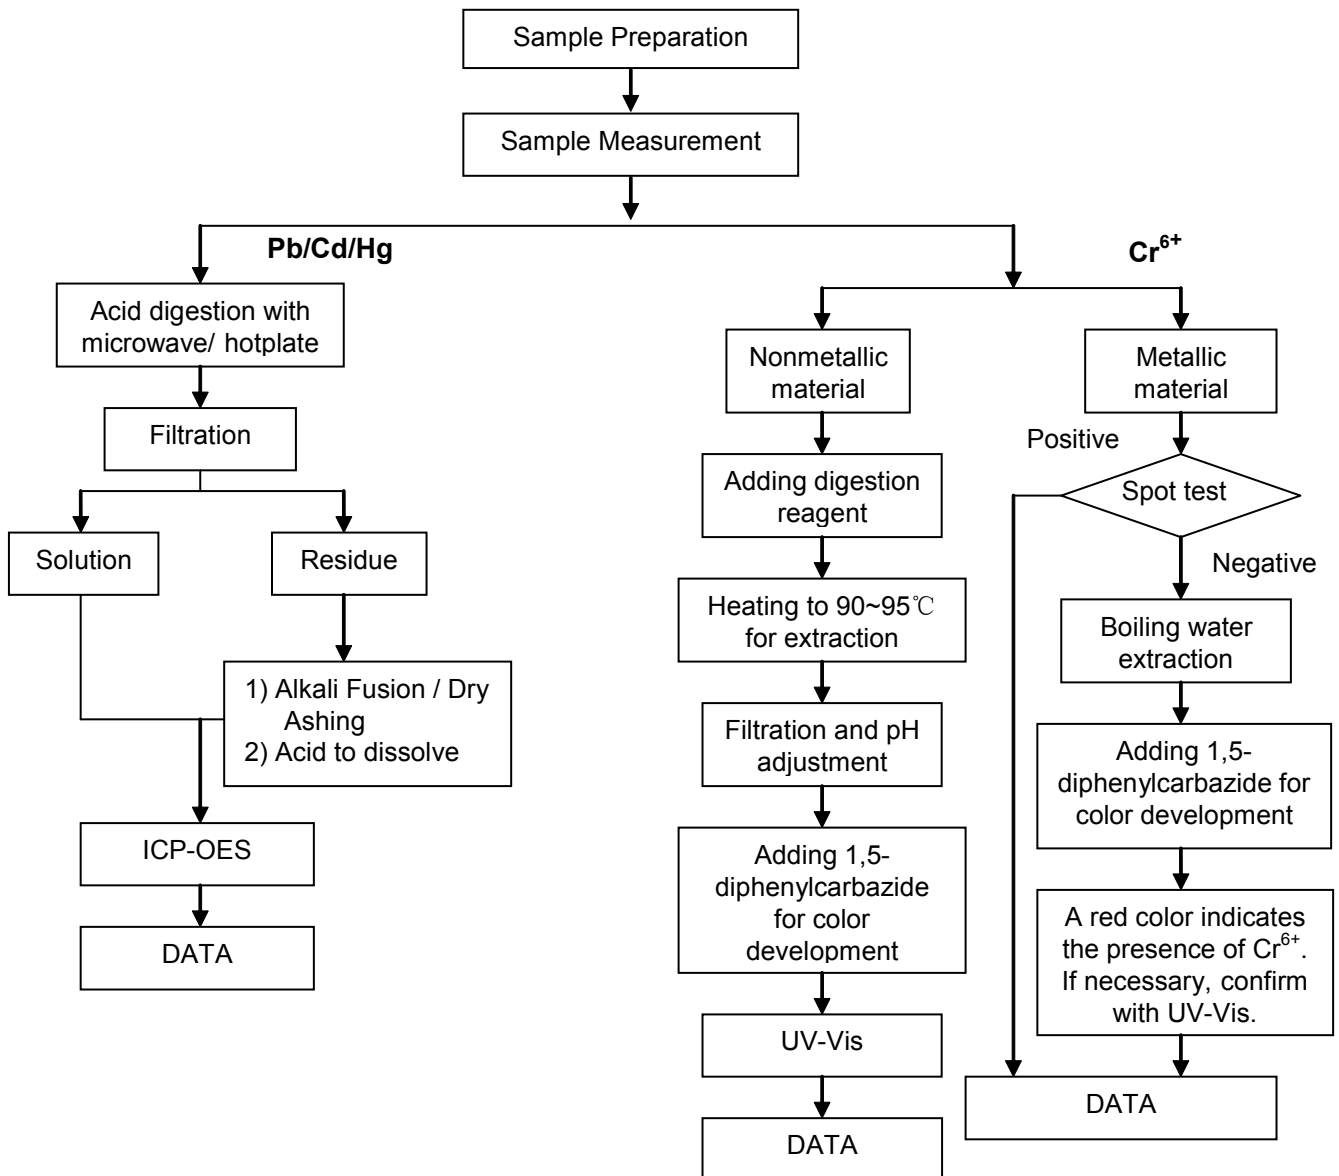 Sample Preparation
Sample Measurement
Pb/Cd/Hg
Acid digestion with
microwave/ hotplate
Filtration
Solution
Residue
1) Alkali Fusion / Dry
Ashing
2) Acid to dissolve
ICP-OES
DATA
Cr⁶⁺
Nonmetallic
material
Adding digestion
reagent
Heating to 90~95℃
for extraction
Filtration and pH
adjustment
Adding 1,5-
diphenylcarbazide
for color
development
UV-Vis
DATA
Metallic
material
Positive
Spot test
Negative
Boiling water
extraction
Adding 1,5-
diphenylcarbazide for
color development
A red color indicates
the presence of Cr⁶⁺.
If necessary, confirm
with UV-Vis.
DATA